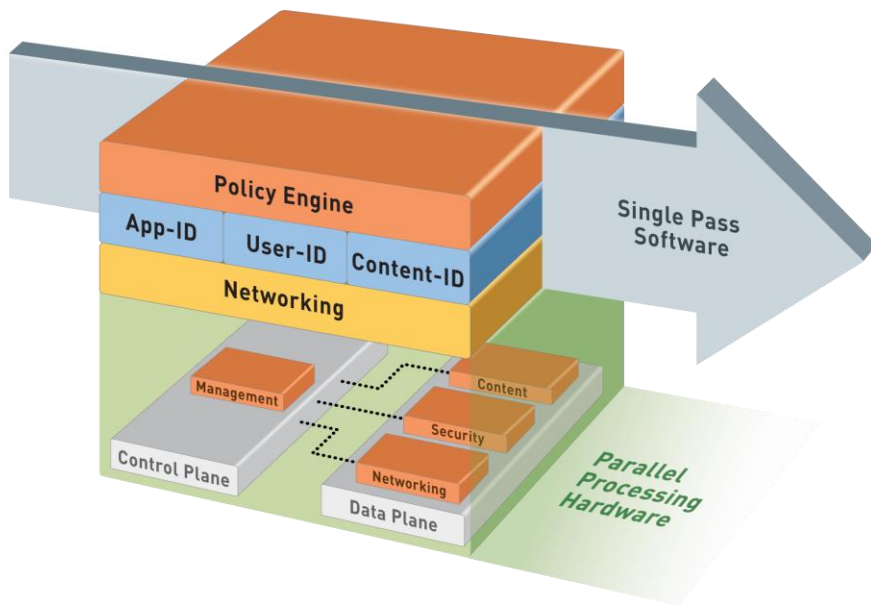 Policy Engine
App-ID
User-ID
Content-ID
Networking
Single Pass
Software
Management
Content
Security
Networking
Control Plane
Data Plane
Parallel
Processing
Hardware